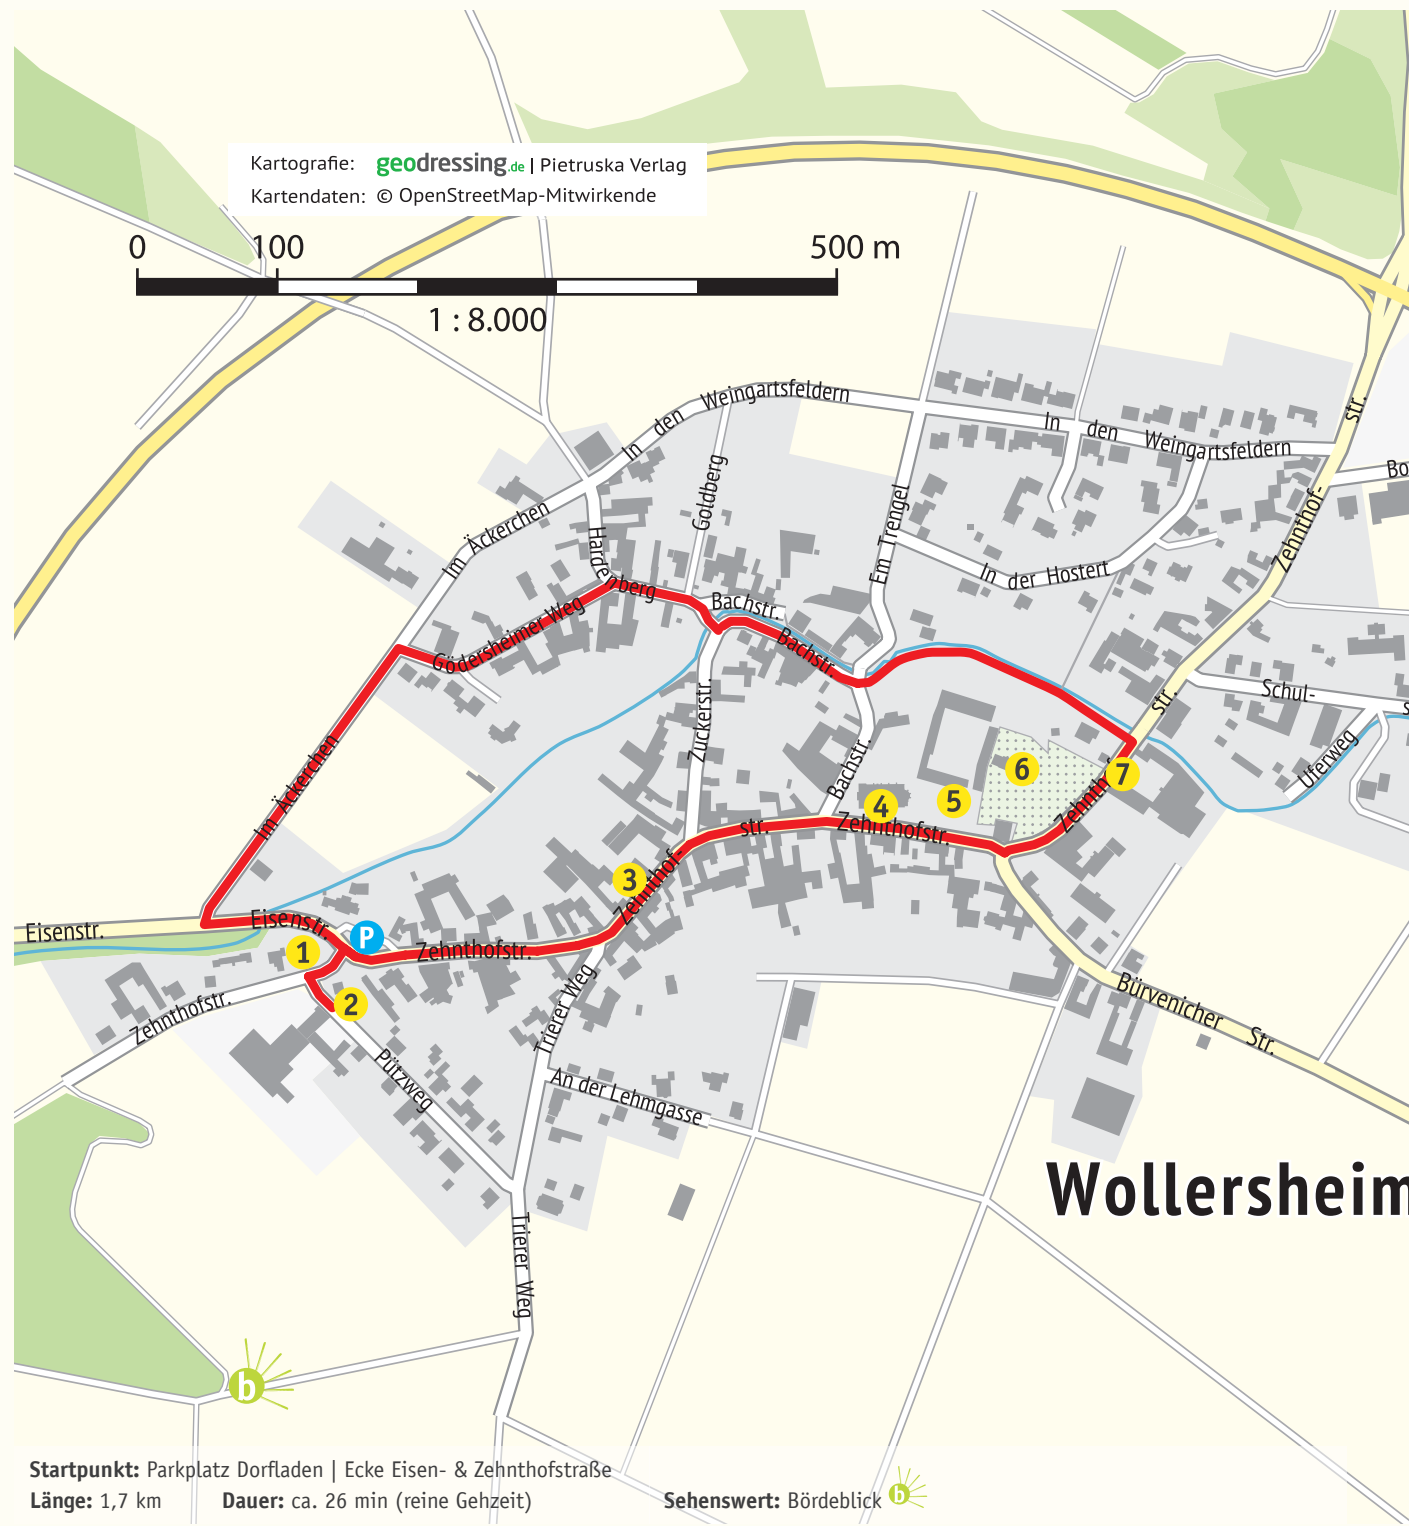 Kartografie: geodressing.de | Pietruska Verlag
Kartendaten: © OpenStreetMap-Mitwirkende
0 100 500 m
1 : 8.000
In den Weingartsfeldern
In den Weingartsfeldern
str.
Bo
Goldberg
Im Äckerchen
Hardenzberg
Em Trengel
Zehnthof-
In der Hostert
Bachstr.
Gödersheimer Weg
Bachstr.
Zuckerstr.
str.
Schul-
s
Uferweg
Im Äckerchen
Bachstr.
6
7
5
4
Zehnthof
str.
Zehnthofstr.
3
Zehnthof-
Eisenstr.
Eisenstr.
P
1
Zehnthofstr.
2
Zehnthofstr.
Trierer Weg
Bürvenicher Str.
Pützweg
An der Lehmgasse
Wollersheim
Trierer Weg
b
Startpunkt: Parkplatz Dorfladen | Ecke Eisen- & Zehnthofstraße
Länge: 1,7 km Dauer: ca. 26 min (reine Gehzeit) Sehenswert: Bördeblick b